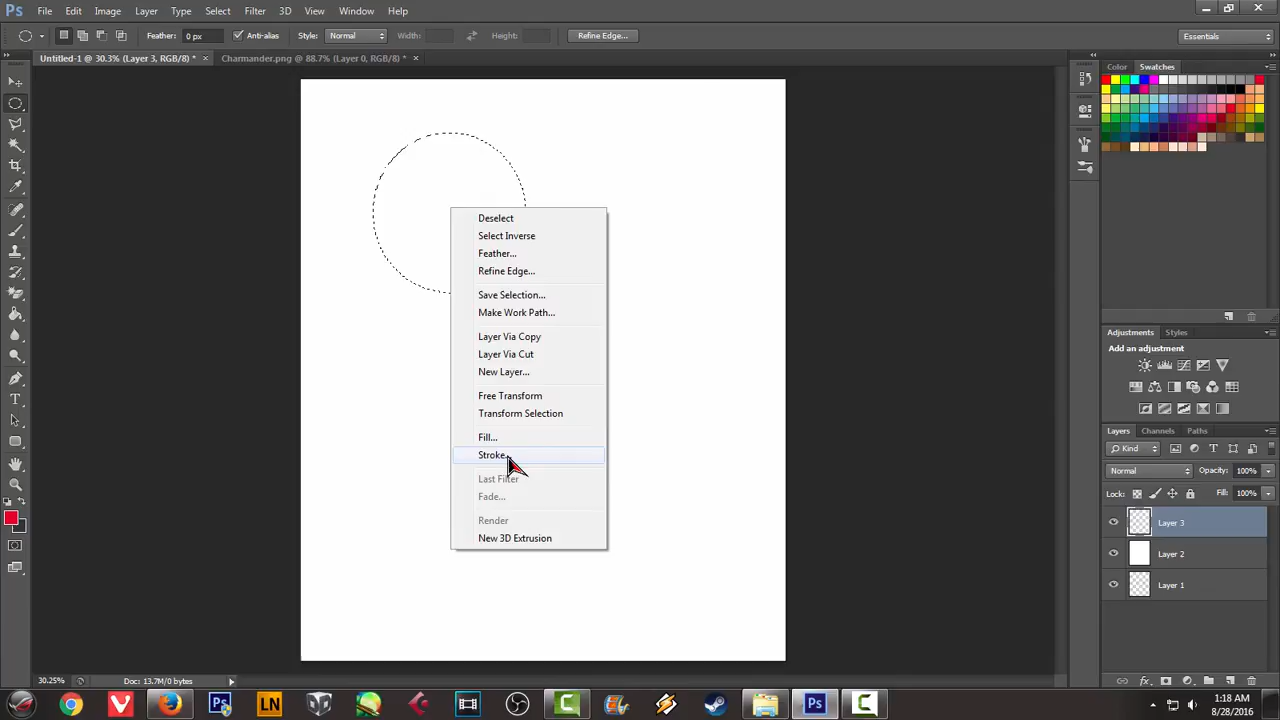 Ps File Edit Image Layer Type Select Filter 3D View Window Help
Feather: 0 px Anti-alias Style: Normal Width: Height: Refine Edge... Essentials
Untitled-1 @ 30.3% (Layer 3, RGB/8) * × Charmander.png @ 88.7% (Layer 0, RGB/8) * ×
Color Swatches
Deselect
Select Inverse
Feather...
Refine Edge...
Save Selection...
Make Work Path...
Layer Via Copy
Layer Via Cut
New Layer...
Free Transform
Transform Selection
Fill...
Stroke...
Last Filter
Fade...
Render
New 3D Extrusion
Adjustments Styles
Add an adjustment
Layers Channels Paths
Kind
Normal Opacity: 100%
Lock: Fill: 100%
Layer 3
Layer 2
Layer 1
30.25% Doc: 13.7M/0 bytes
Ps LN Ps
1:18 AM
8/28/2016